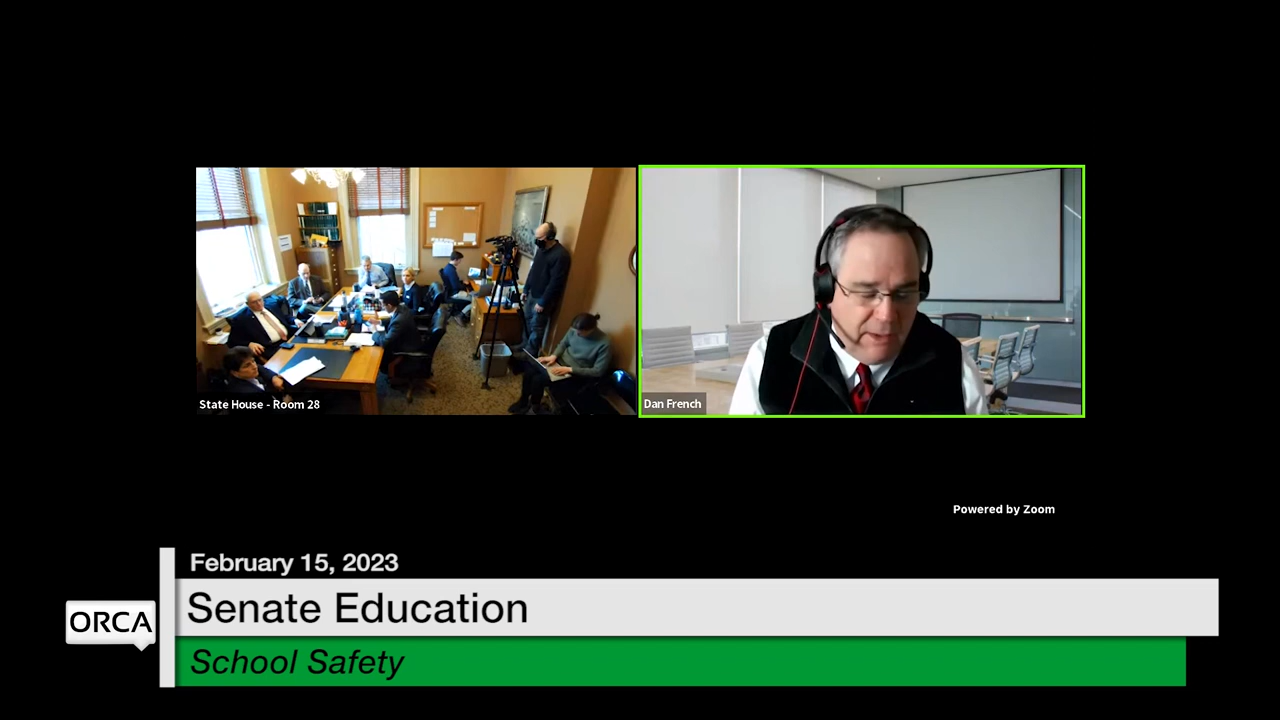 State House - Room 28
Dan French
Powered by Zoom
February 15, 2023
Senate Education
ORCA
School Safety